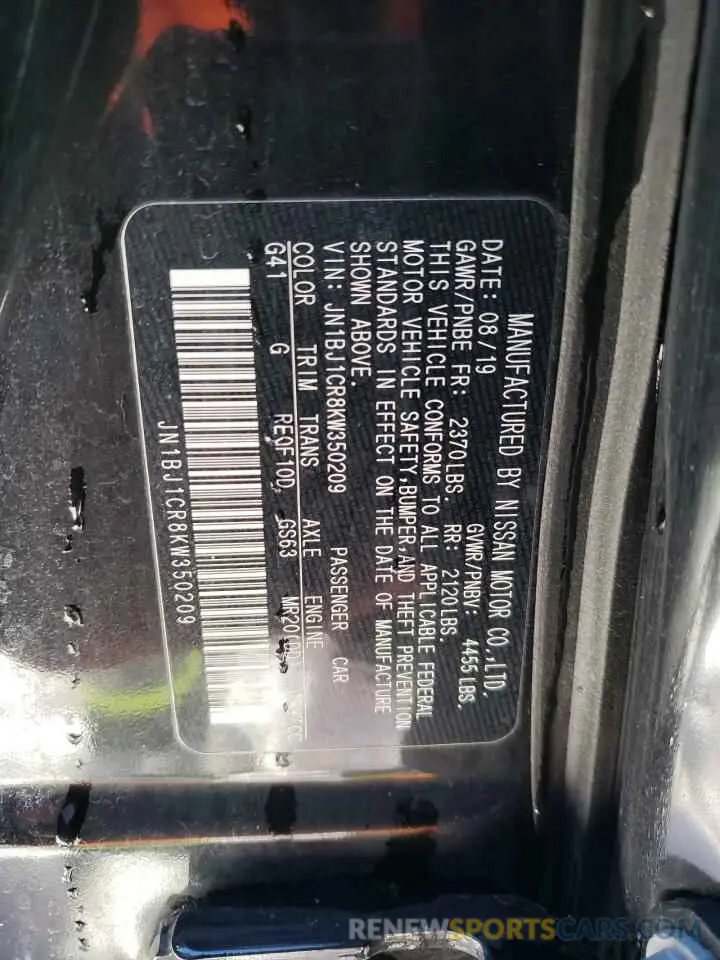 MANUFACTURED BY NISSAN MOTOR CO.,LTD.
DATE: 08/19 GVWR/PNBV: 4455 LBS.
GAWR/PNBE FR: 2370 LBS. RR: 2120 LBS.
THIS VEHICLE CONFORMS TO ALL APPLICABLE FEDERAL
MOTOR VEHICLE SAFETY,BUMPER,AND THEFT PREVENTION
STANDARDS IN EFFECT ON THE DATE OF MANUFACTURE
SHOWN ABOVE.
VIN: JN1BJ1CR8KW350209 PASSENGER CAR
COLOR TRIM TRANS AXLE ENGINE
G41 G RE0F10D GS63
JN1BJ1CR8KW350209
RENEWSPORTSCARS.COM